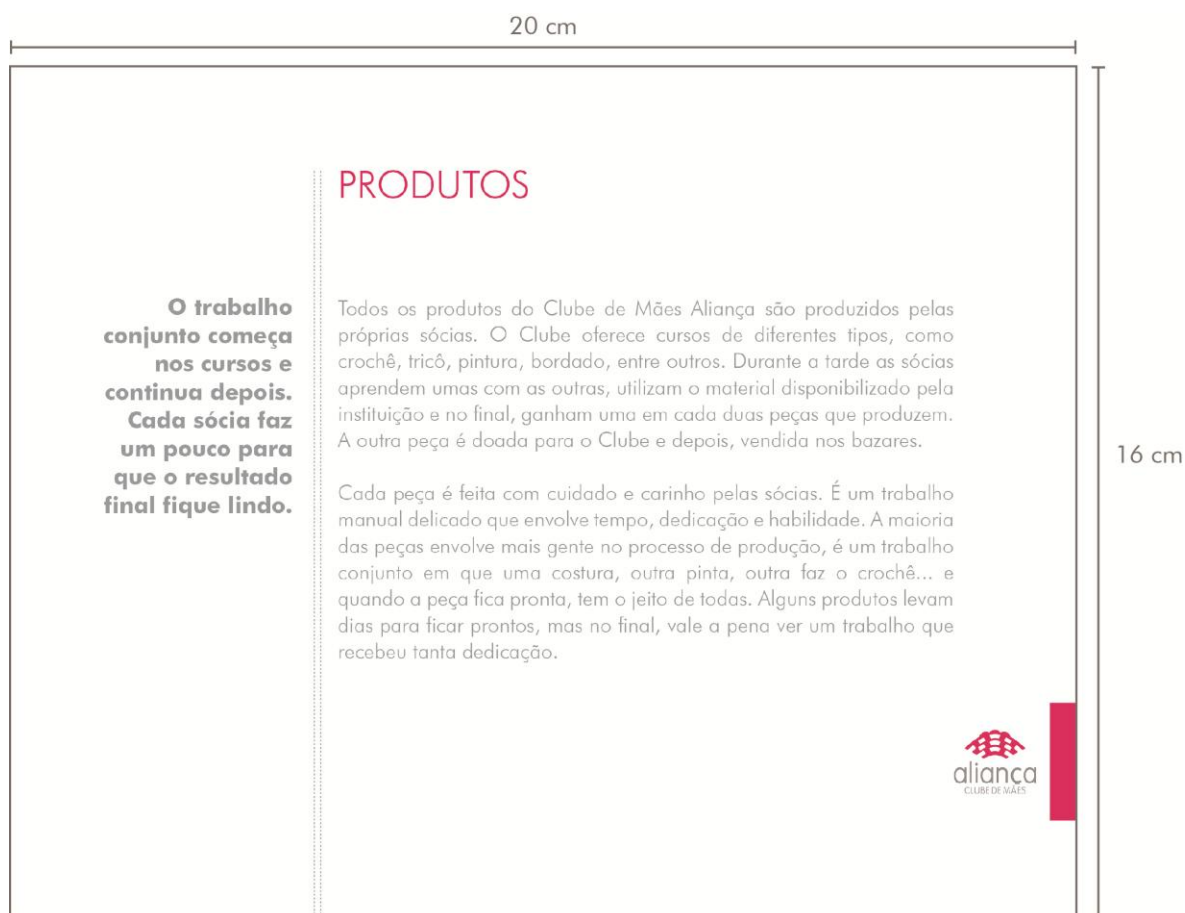 20 cm
PRODUTOS
O trabalho
conjunto começa
nos cursos e
continua depois.
Cada sócia faz
um pouco para
que o resultado
final fique lindo.
Todos os produtos do Clube de Mães Aliança são produzidos pelas
próprias sócias. O Clube oferece cursos de diferentes tipos, como
crochê, tricô, pintura, bordado, entre outros. Durante a tarde as sócias
aprendem umas com as outras, utilizam o material disponibilizado pela
instituição e no final, ganham uma em cada duas peças que produzem.
A outra peça é doada para o Clube e depois, vendida nos bazares.
Cada peça é feita com cuidado e carinho pelas sócias. É um trabalho
manual delicado que envolve tempo, dedicação e habilidade. A maioria
das peças envolve mais gente no processo de produção, é um trabalho
conjunto em que uma costura, outra pinta, outra faz o crochê... e
quando a peça fica pronta, tem o jeito de todas. Alguns produtos levam
dias para ficar prontos, mas no final, vale a pena ver um trabalho que
recebeu tanta dedicação.
16 cm
aliança
CLUBE DE MÃES